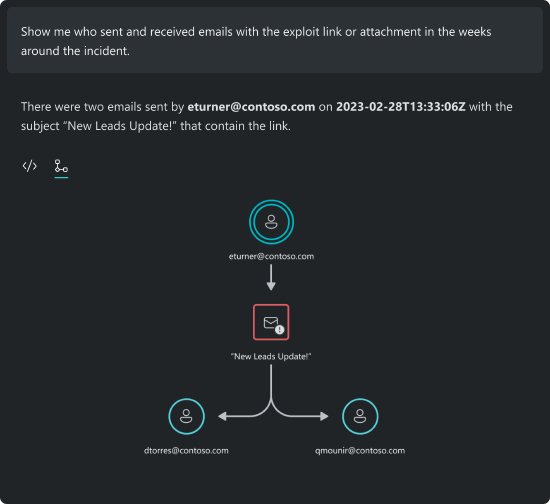 Show me who sent and received emails with the exploit link or attachment in the weeks
around the incident.
There were two emails sent by eturner@contoso.com on 2023-02-28T13:33:06Z with the
subject “New Leads Update!” that contain the link.
</>
eturner@contoso.com
“New Leads Update!”
dtorres@contoso.com
qmounir@contoso.com